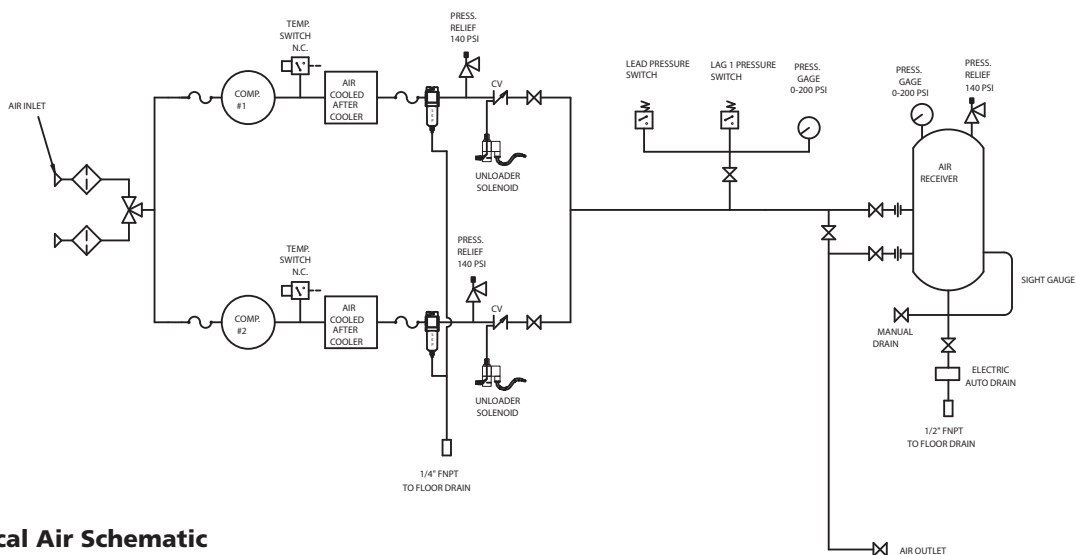 AIR INLET
TEMP.
SWITCH
N.C.
COMP.
#1
AIR
COOLED
AFTER
COOLER
PRESS.
RELIEF
140 PSI
CV
UNLOADER
SOLENOID
TEMP.
SWITCH
N.C.
COMP.
#2
AIR
COOLED
AFTER
COOLER
PRESS.
RELIEF
140 PSI
CV
UNLOADER
SOLENOID
1/4" FNPT
TO FLOOR DRAIN
LEAD PRESSURE
SWITCH
LAG 1 PRESSURE
SWITCH
PRESS.
GAGE
0-200 PSI
PRESS.
GAGE
0-200 PSI
PRESS.
RELIEF
140 PSI
AIR
RECEIVER
SIGHT GAUGE
MANUAL
DRAIN
ELECTRIC
AUTO DRAIN
1/2" FNPT
TO FLOOR DRAIN
AIR OUTLET
cal Air Schematic